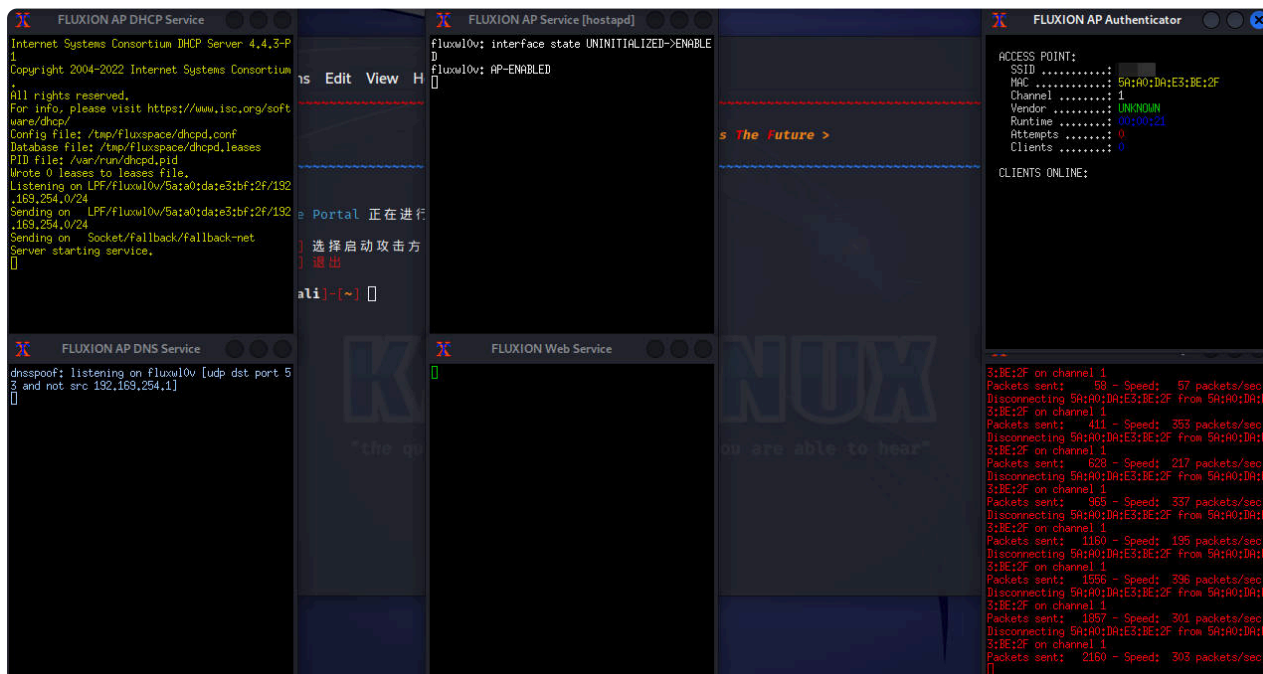 FLUXION AP DHCP Service
Internet Systems Consortium DHCP Server 4.4.3-P
1
Copyright 2004-2022 Internet Systems Consortium
.
All rights reserved.
For info, please visit https://www.isc.org/soft
ware/dhcp/
Config file: /tmp/fluxspace/dhcpd.conf
Database file: /tmp/fluxspace/dhcpd.leases
PID file: /var/run/dhcpd.pid
Wrote 0 leases to leases file.
Listening on LPF/fluxwl0v/5a:a0:da:e3:bf:2f/192
.169.254.0/24
Sending on   LPF/fluxwl0v/5a:a0:da:e3:bf:2f/192
.169.254.0/24
Sending on   Socket/fallback/fallback-net
Server starting service.
ns Edit View H
e Portal 正在进行
] 选择启动攻击方
] 退出
ali]-[~]
FLUXION AP Service [hostapd]
fluxwl0v: interface state UNINITIALIZED->ENABLE
D
fluxwl0v: AP-ENABLED
s The Future >
FLUXION AP Authenticator
ACCESS POINT:
SSID ...........:
MAC ............: 5A:A0:DA:E3:BE:2F
Channel ........: 1
Vendor .........: UNKNOWN
Runtime ........: 00:00:21
Attempts .......: 0
Clients ........: 0
CLIENTS ONLINE:
FLUXION AP DNS Service
dnsspoof: listening on fluxwl0v [udp dst port 5
3 and not src 192.169.254.1]
FLUXION Web Service
"the qu
ou are able to hear"
3:BE:2F on channel 1
Packets sent:     58 - Speed:   57 packets/sec
Disconnecting 5A:A0:DA:E3:BE:2F from 5A:A0:DA:
3:BE:2F on channel 1
Packets sent:    411 - Speed:  353 packets/sec
Disconnecting 5A:A0:DA:E3:BE:2F from 5A:A0:DA:
3:BE:2F on channel 1
Packets sent:    628 - Speed:  217 packets/sec
Disconnecting 5A:A0:DA:E3:BE:2F from 5A:A0:DA:
3:BE:2F on channel 1
Packets sent:    965 - Speed:  337 packets/sec
Disconnecting 5A:A0:DA:E3:BE:2F from 5A:A0:DA:
3:BE:2F on channel 1
Packets sent:   1160 - Speed:  195 packets/sec
Disconnecting 5A:A0:DA:E3:BE:2F from 5A:A0:DA:
3:BE:2F on channel 1
Packets sent:   1556 - Speed:  396 packets/sec
Disconnecting 5A:A0:DA:E3:BE:2F from 5A:A0:DA:
3:BE:2F on channel 1
Packets sent:   1857 - Speed:  301 packets/sec
Disconnecting 5A:A0:DA:E3:BE:2F from 5A:A0:DA:
3:BE:2F on channel 1
Packets sent:   2160 - Speed:  303 packets/sec